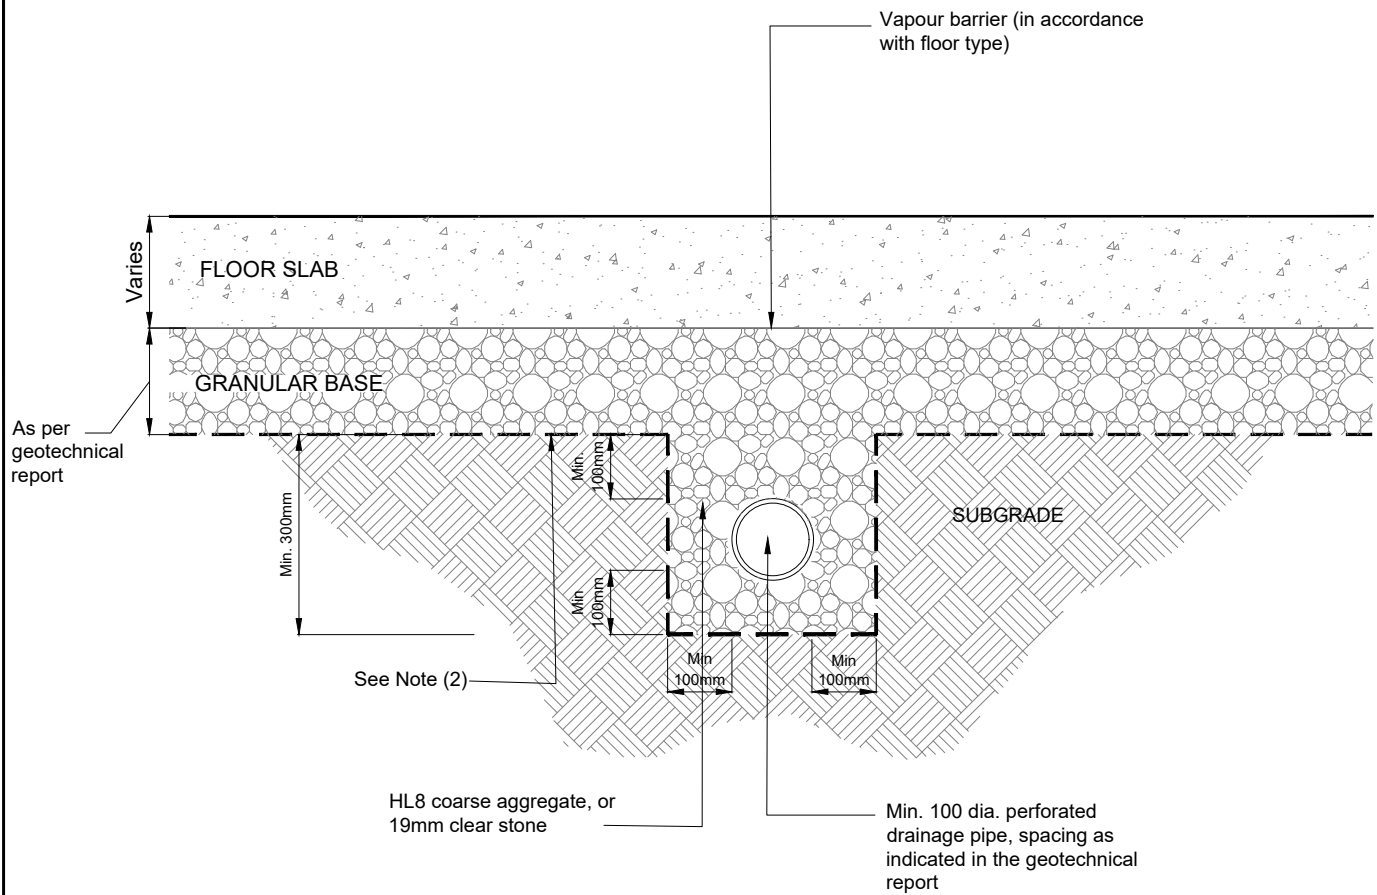 Vapour barrier (in accordance
with floor type)
Varies
FLOOR SLAB
GRANULAR BASE
As per
geotechnical
report
Min. 300mm
Min.
100mm
SUBGRADE
Min
100mm
Min
100mm
Min
100mm
See Note (2)
HL8 coarse aggregate, or
19mm clear stone
Min. 100 dia. perforated
drainage pipe, spacing as
indicated in the geotechnical
report